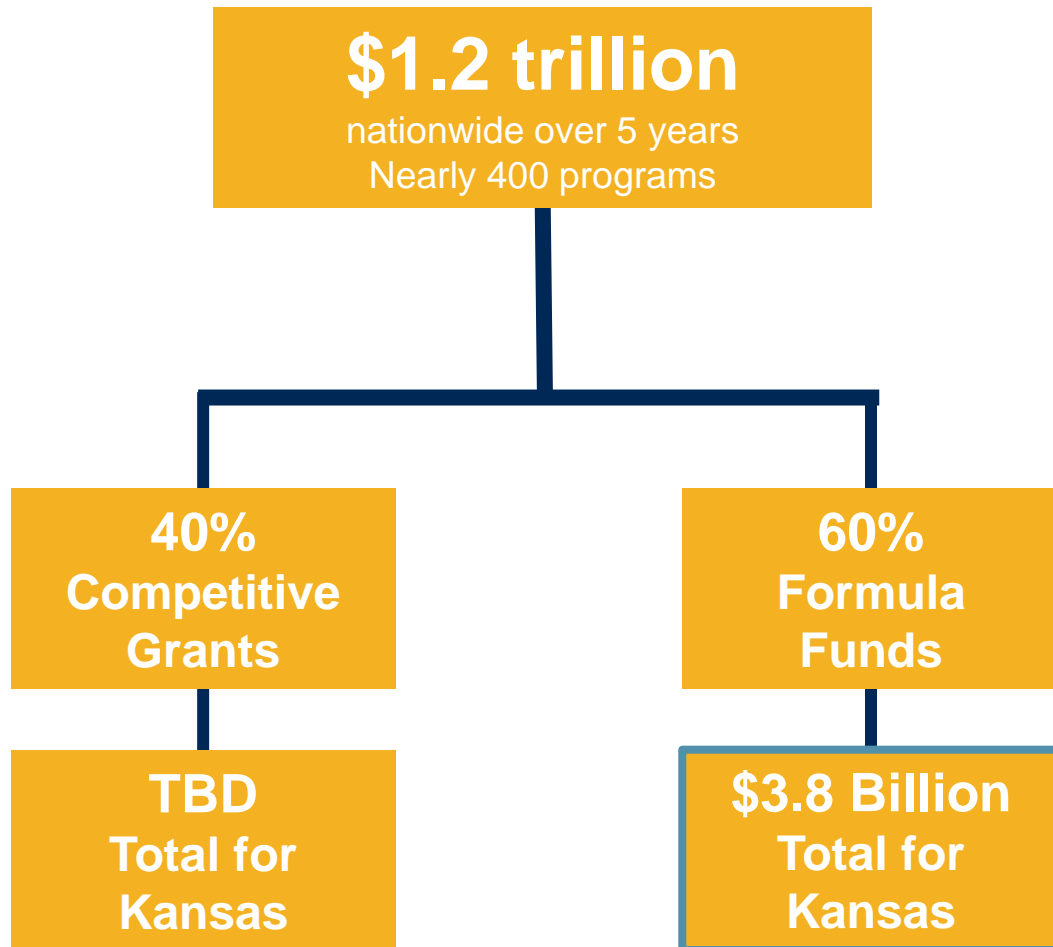 $1.2 trillion
nationwide over 5 years
Nearly 400 programs
40%
Competitive
Grants
60%
Formula
Funds
TBD
Total for
Kansas
$3.8 Billion
Total for
Kansas